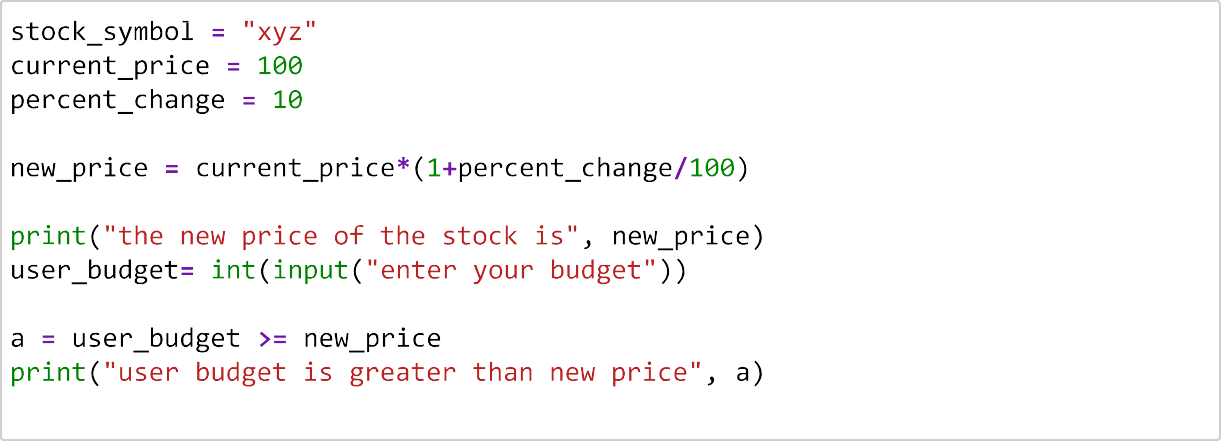 stock_symbol = "xyz"
current_price = 100
percent_change = 10
new_price = current_price*(1+percent_change/100)
print("the new price of the stock is", new_price)
user_budget= int(input("enter your budget"))
a = user_budget >= new_price
print("user budget is greater than new price", a)